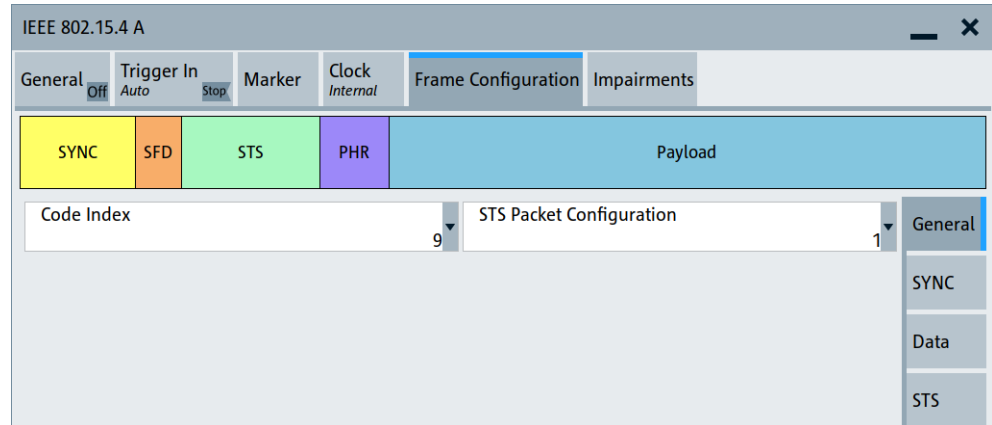 IEEE 802.15.4 A
General Off
Trigger In
Auto Stop
Marker
Clock
Internal
Frame Configuration
Impairments
SYNC SFD STS PHR Payload
Code Index
9
STS Packet Configuration
1
General
SYNC
Data
STS